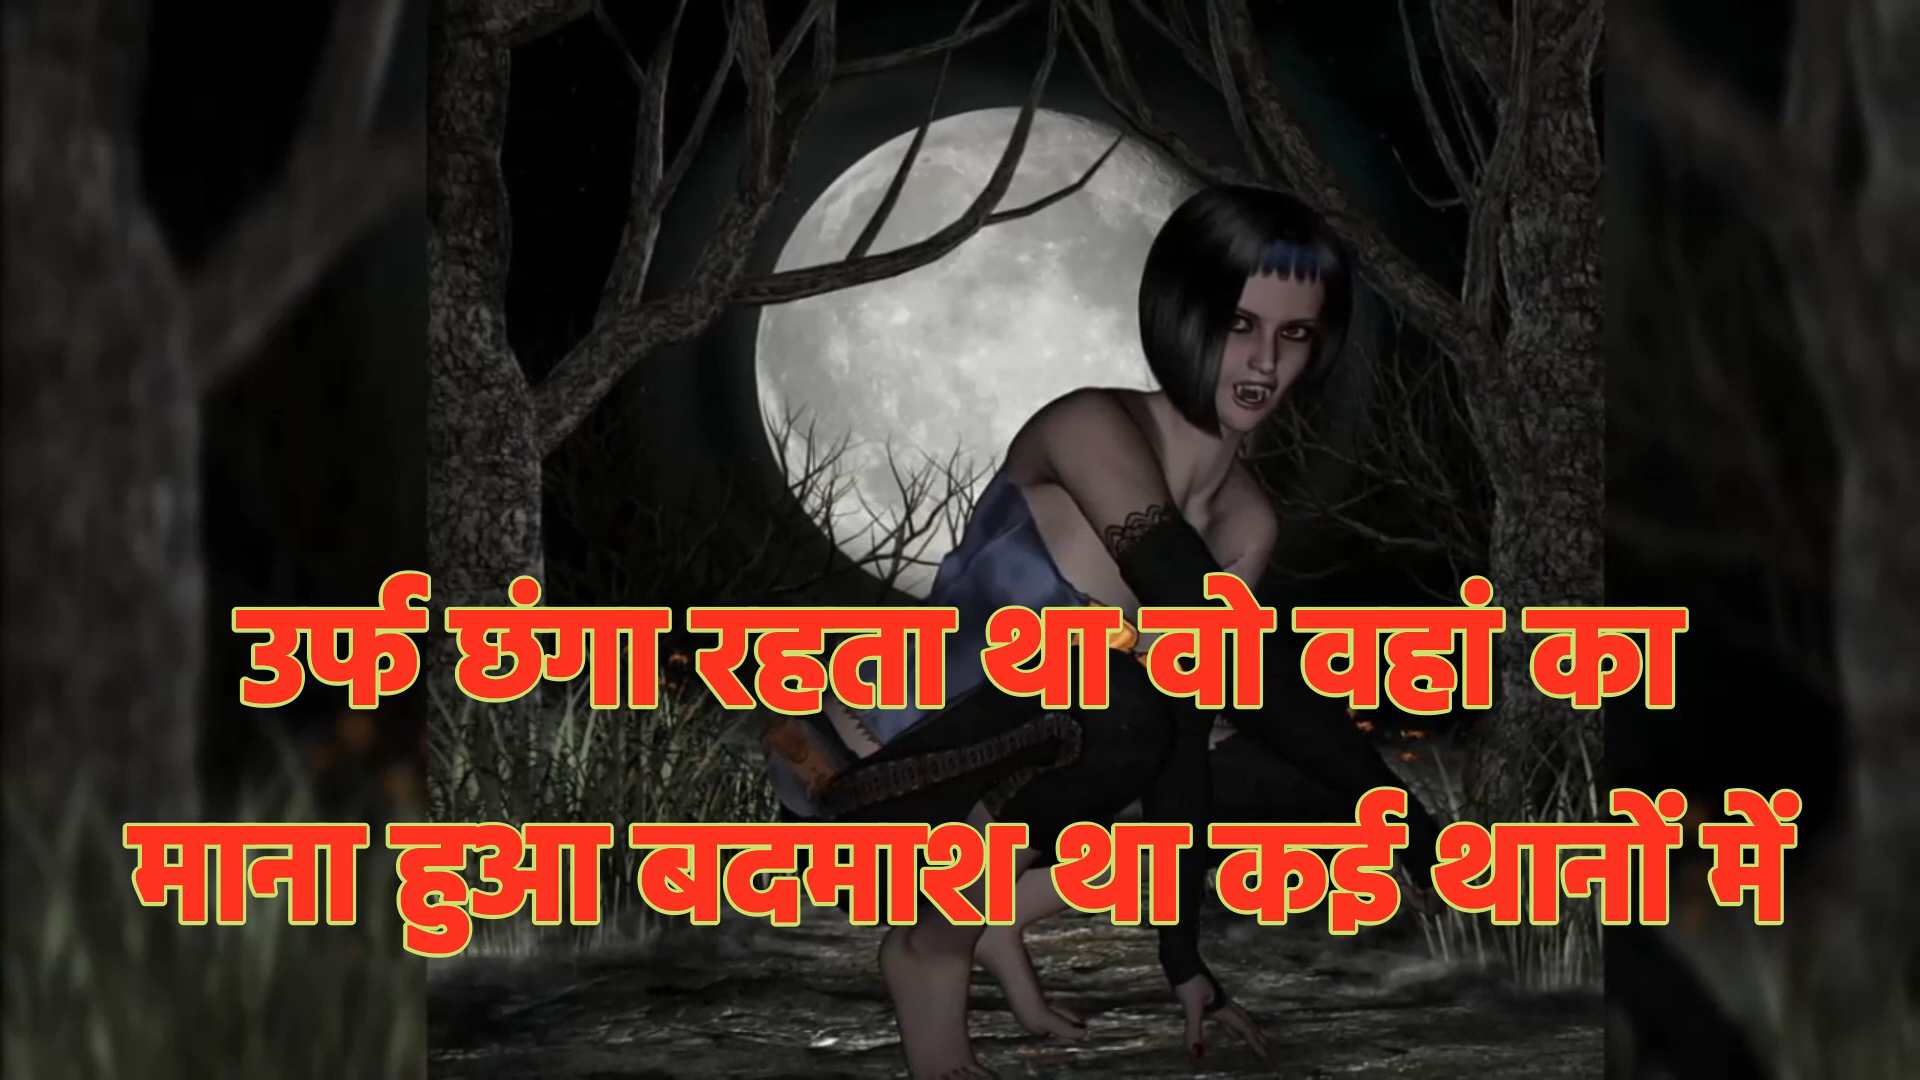 उर्फ छंगा रहता था वो वहां का
माना हुआ बदमाश था कई थानों में